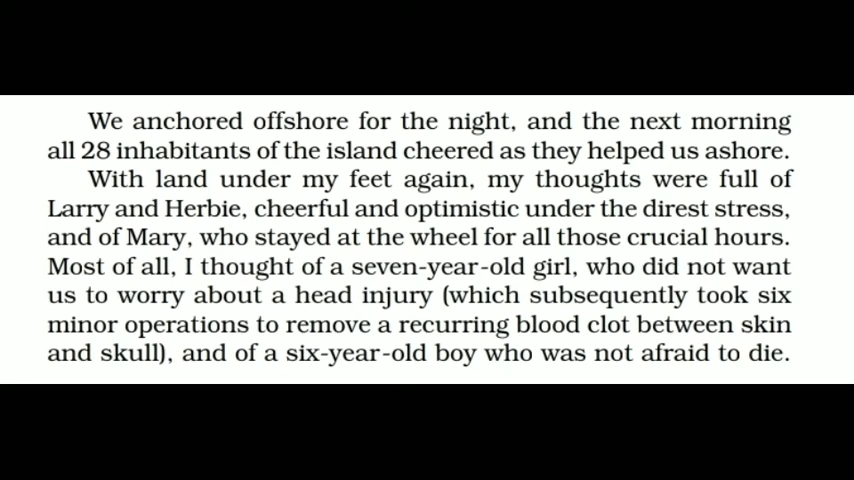 We anchored offshore for the night, and the next morning
all 28 inhabitants of the island cheered as they helped us ashore.
With land under my feet again, my thoughts were full of
Larry and Herbie, cheerful and optimistic under the direst stress,
and of Mary, who stayed at the wheel for all those crucial hours.
Most of all, I thought of a seven-year-old girl, who did not want
us to worry about a head injury (which subsequently took six
minor operations to remove a recurring blood clot between skin
and skull), and of a six-year-old boy who was not afraid to die.